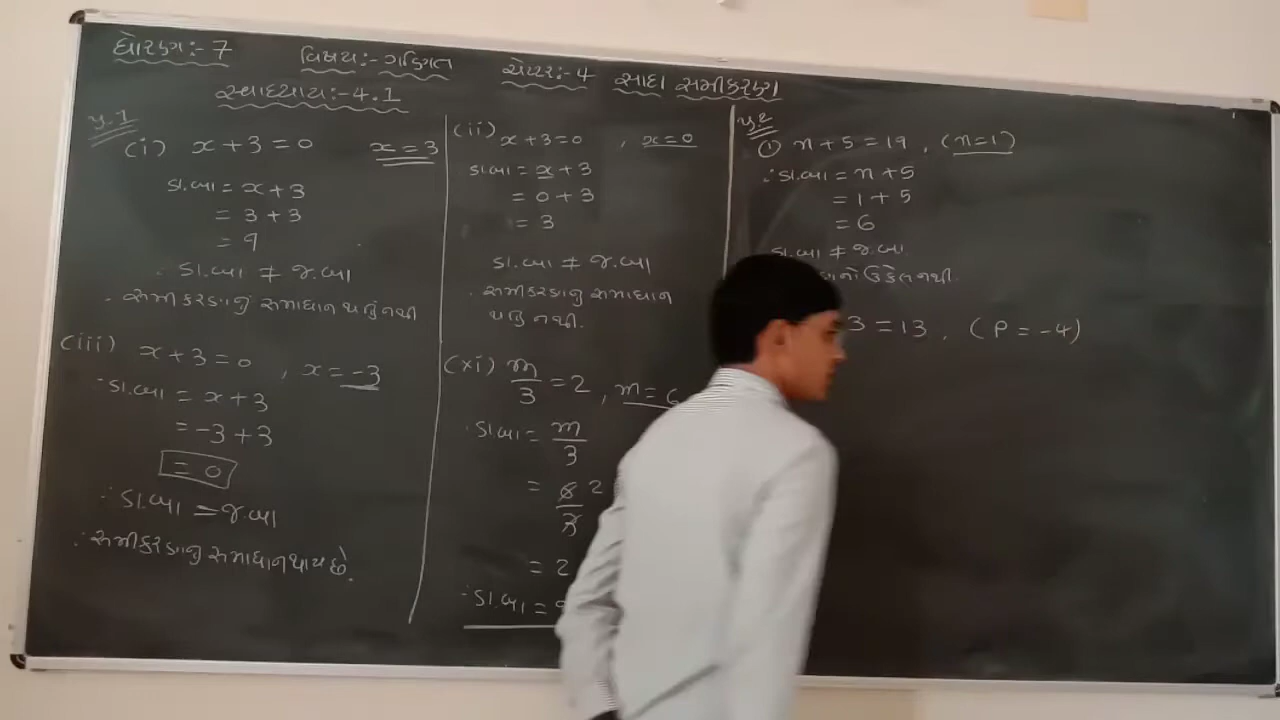 ધોરણ:- 7 વિષય:- ગણિત ચેપ્ટર:- 4 સાદા સમીકરણ
સ્વાધ્યાય:- 4.1
પ્ર.1
(i) x + 3 = 0 x = 3
ડા.બા = x + 3
= 3 + 3
= 9
∴ ડા.બા ≠ જ.બા
∴ સમીકરણનું સમાધાન થતું નથી
(iii) x + 3 = 0 , x = -3
∴ ડા.બા = x + 3
= -3 + 3
= 0
∴ ડા.બા = જ.બા
∴ સમીકરણનું સમાધાન થાય છે.
(ii) x + 3 = 0 , x = 0
ડા.બા = x + 3
= 0 + 3
= 3
ડા.બા ≠ જ.બા
∴ સમીકરણનું સમાધાન
થતું નથી.
(xi) m/3 = 2 , m = 6
∴ ડા.બા = m/3
= 6/3 2
= 2
∴ ડા.બા =
પ્ર.2
① n + 5 = 19 , (n = 1)
∴ ડા.બા = n + 5
= 1 + 5
= 6
ડા.બા ≠ જ.બા
ઉકેલ નથી.
3 = 13 , (P = -4)